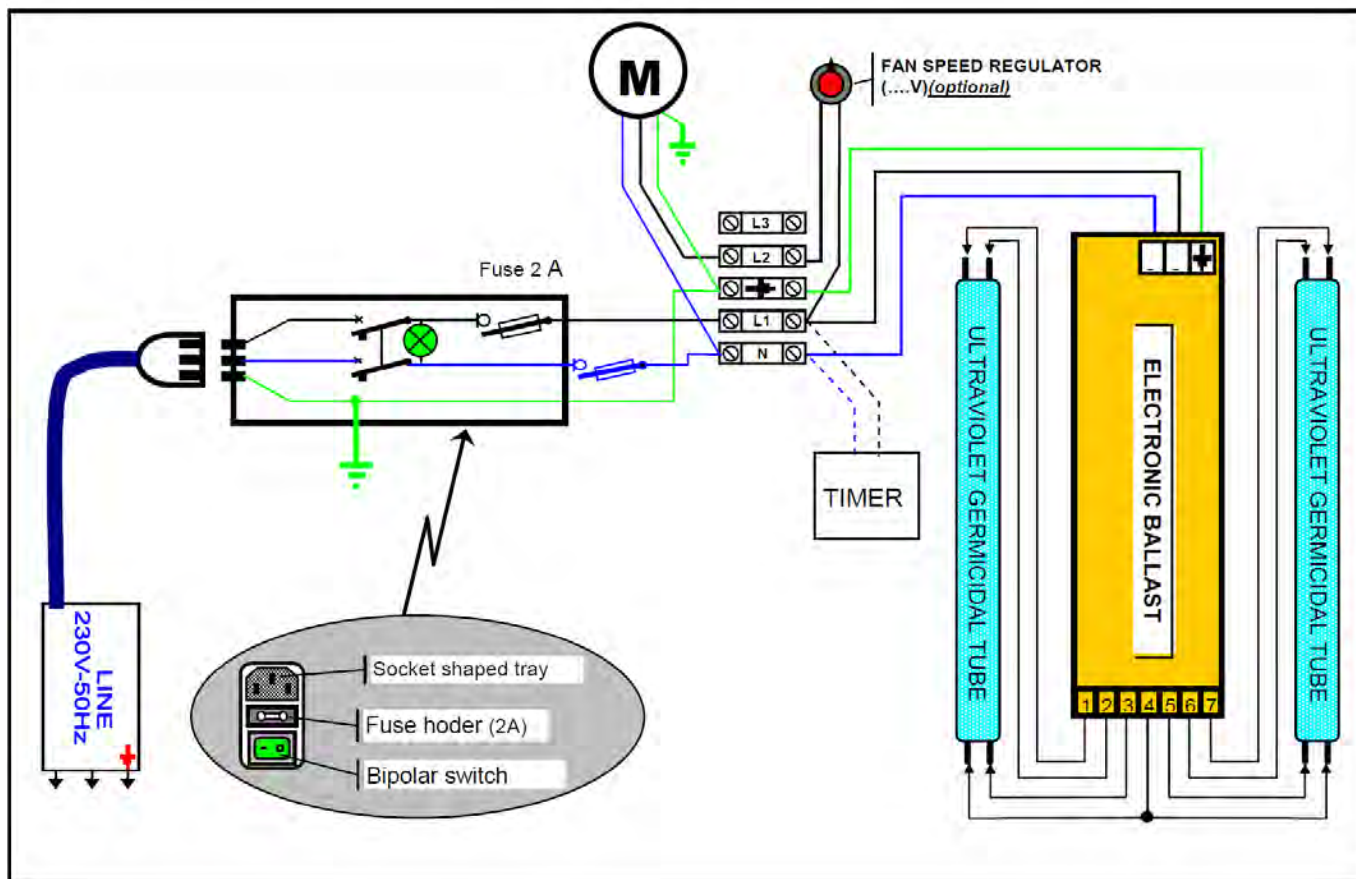 M
FAN SPEED REGULATOR
(....V)(optional)
L3
L2
Fuse 2 A
L1
N
TIMER
LINE
230V-50Hz
Socket shaped tray
Fuse hoder (2A)
Bipolar switch
ULTRAVIOLET GERMICIDAL TUBE
ELECTRONIC BALLAST
ULTRAVIOLET GERMICIDAL TUBE
1 2 3 4 5 6 7